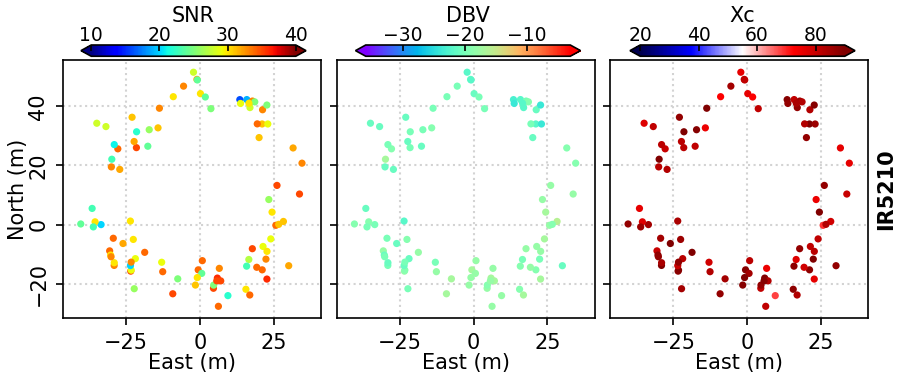 SNR DBV Xc
10 20 30 40 −30 −20 −10 20 40 60 80
North (m)
40
20
0
−20
−25 0 25 −25 0 25 −25 0 25
East (m) East (m) East (m)
IR5210